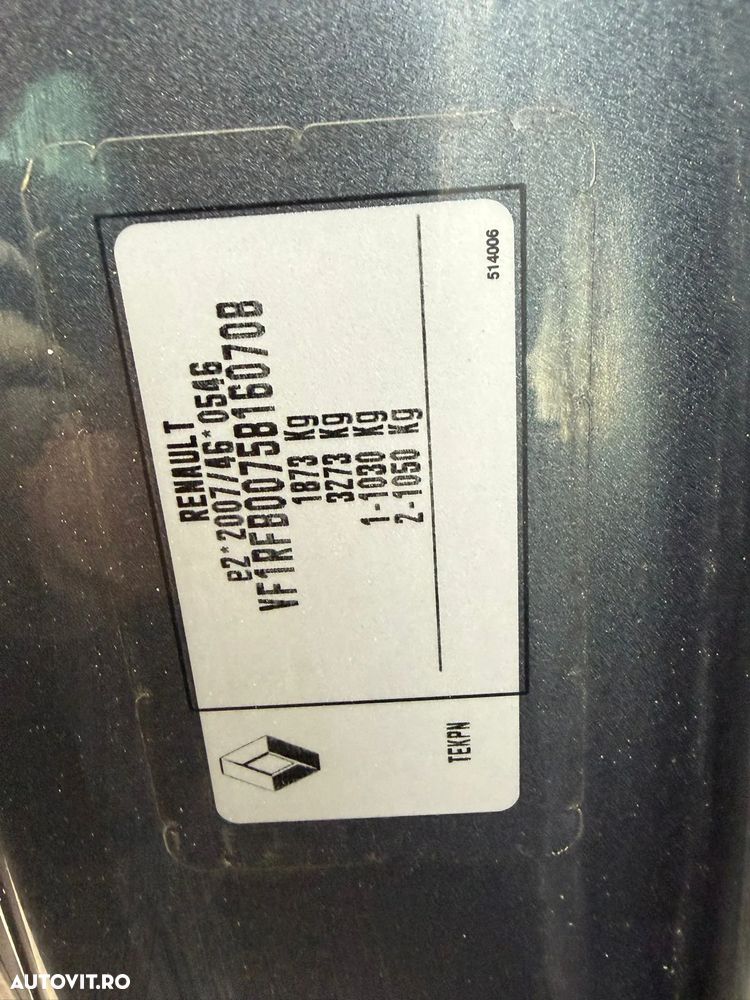 RENAULT
e2*2007/46*0546
VF1RFB00758160708
1873 Kg
3273 Kg
1-1030 Kg
2-1050 Kg
514006
TEKPN
AUTOVIT.RO